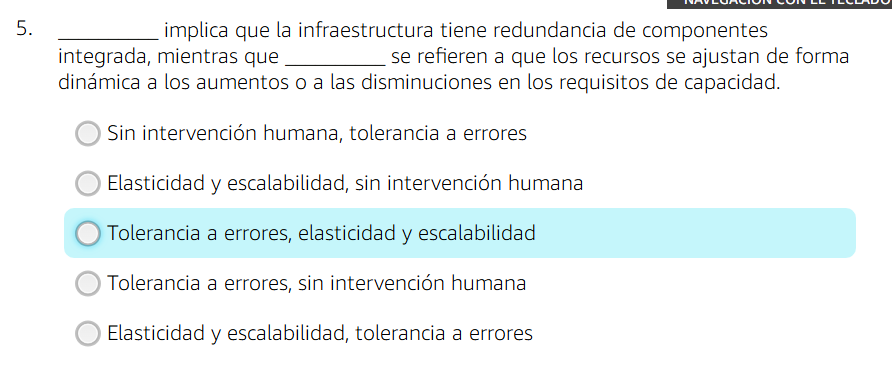 NAVEGACIÓN CON EL TECLADO
5. __________ implica que la infraestructura tiene redundancia de componentes
integrada, mientras que __________ se refieren a que los recursos se ajustan de forma
dinámica a los aumentos o a las disminuciones en los requisitos de capacidad.
Sin intervención humana, tolerancia a errores
Elasticidad y escalabilidad, sin intervención humana
Tolerancia a errores, elasticidad y escalabilidad
Tolerancia a errores, sin intervención humana
Elasticidad y escalabilidad, tolerancia a errores